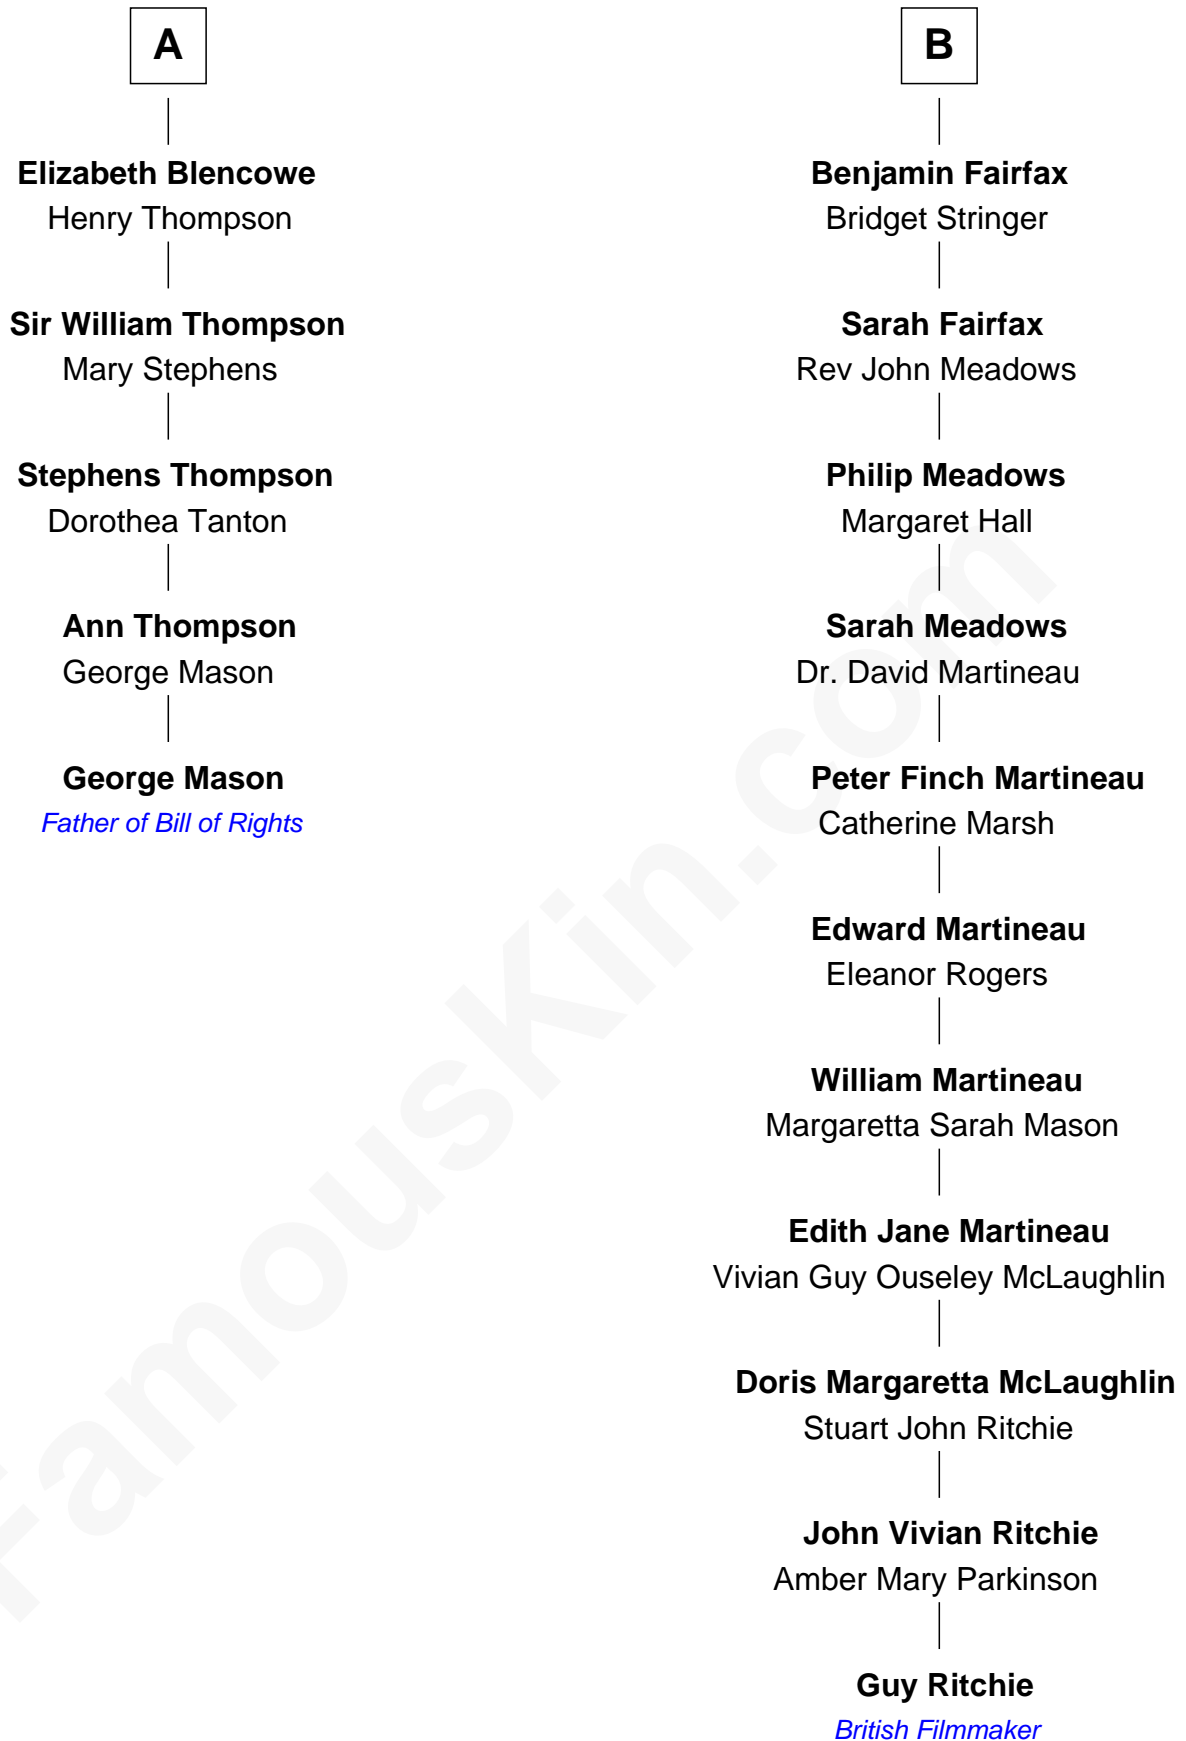 A
Elizabeth Blencowe
Henry Thompson
Sir William Thompson
Mary Stephens
Stephens Thompson
Dorothea Tanton
Ann Thompson
George Mason
George Mason
Father of Bill of Rights
B
Benjamin Fairfax
Bridget Stringer
Sarah Fairfax
Rev John Meadows
Philip Meadows
Margaret Hall
Sarah Meadows
Dr. David Martineau
Peter Finch Martineau
Catherine Marsh
Edward Martineau
Eleanor Rogers
William Martineau
Margaretta Sarah Mason
Edith Jane Martineau
Vivian Guy Ouseley McLaughlin
Doris Margaretta McLaughlin
Stuart John Ritchie
John Vivian Ritchie
Amber Mary Parkinson
Guy Ritchie
British Filmmaker
FamousKin.com